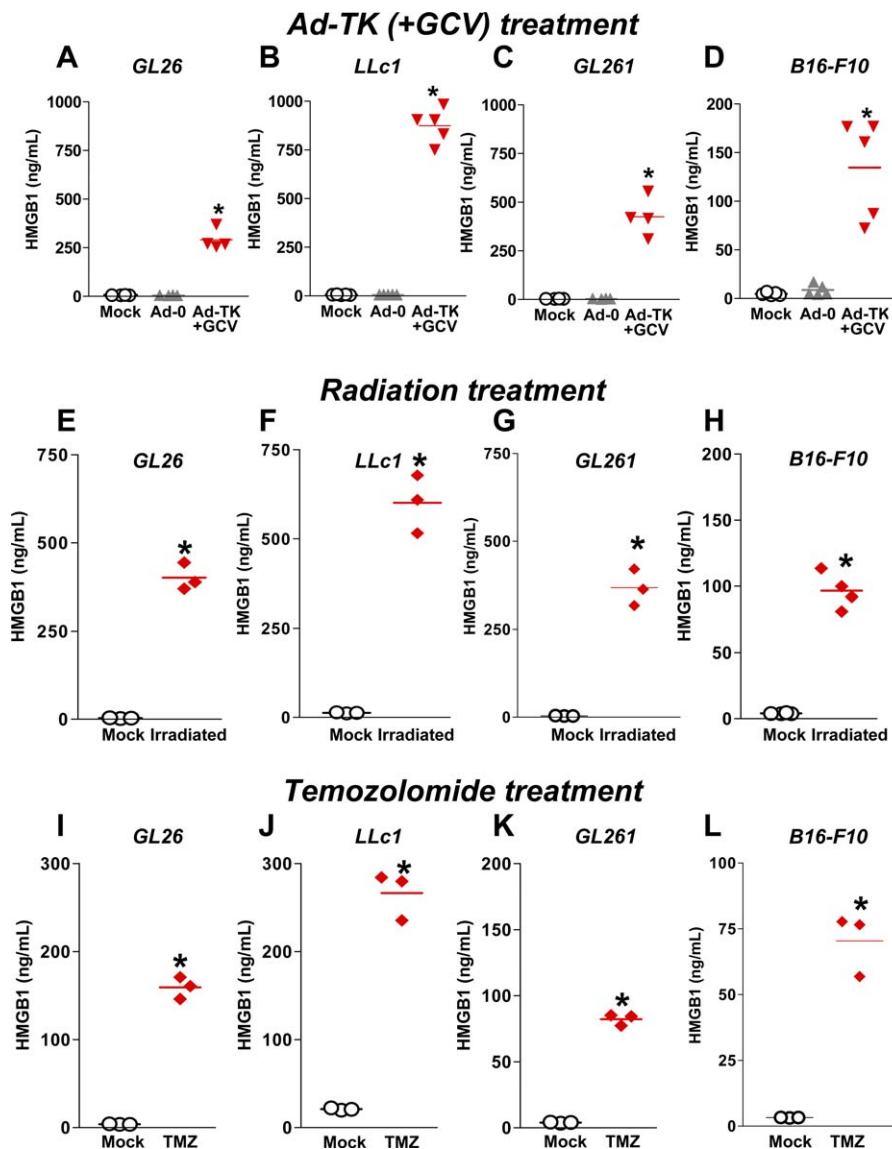 Ad-TK (+GCV) treatment
A
GL26
HMGB1 (ng/mL)
1000
750
500
250
0
Mock Ad-0 Ad-TK
+GCV
*
B
LLc1
HMGB1 (ng/mL)
1000
750
500
250
0
Mock Ad-0 Ad-TK
+GCV
*
C
GL261
HMGB1 (ng/mL)
1000
750
500
250
0
Mock Ad-0 Ad-TK
+GCV
*
D
B16-F10
HMGB1 (ng/mL)
200
150
100
50
0
Mock Ad-0 Ad-TK
+GCV
*
Radiation treatment
E
GL26
HMGB1 (ng/mL)
750
500
250
0
Mock Irradiated
*
F
LLc1
HMGB1 (ng/mL)
750
500
250
0
Mock Irradiated
*
G
GL261
HMGB1 (ng/mL)
750
500
250
0
Mock Irradiated
*
H
B16-F10
HMGB1 (ng/mL)
200
150
100
50
0
Mock Irradiated
*
Temozolomide treatment
I
GL26
HMGB1 (ng/mL)
300
200
100
0
Mock TMZ
*
J
LLc1
HMGB1 (ng/mL)
300
200
100
0
Mock TMZ
*
K
GL261
HMGB1 (ng/mL)
200
150
100
50
0
Mock TMZ
*
L
B16-F10
HMGB1 (ng/mL)
100
75
50
25
0
Mock TMZ
*